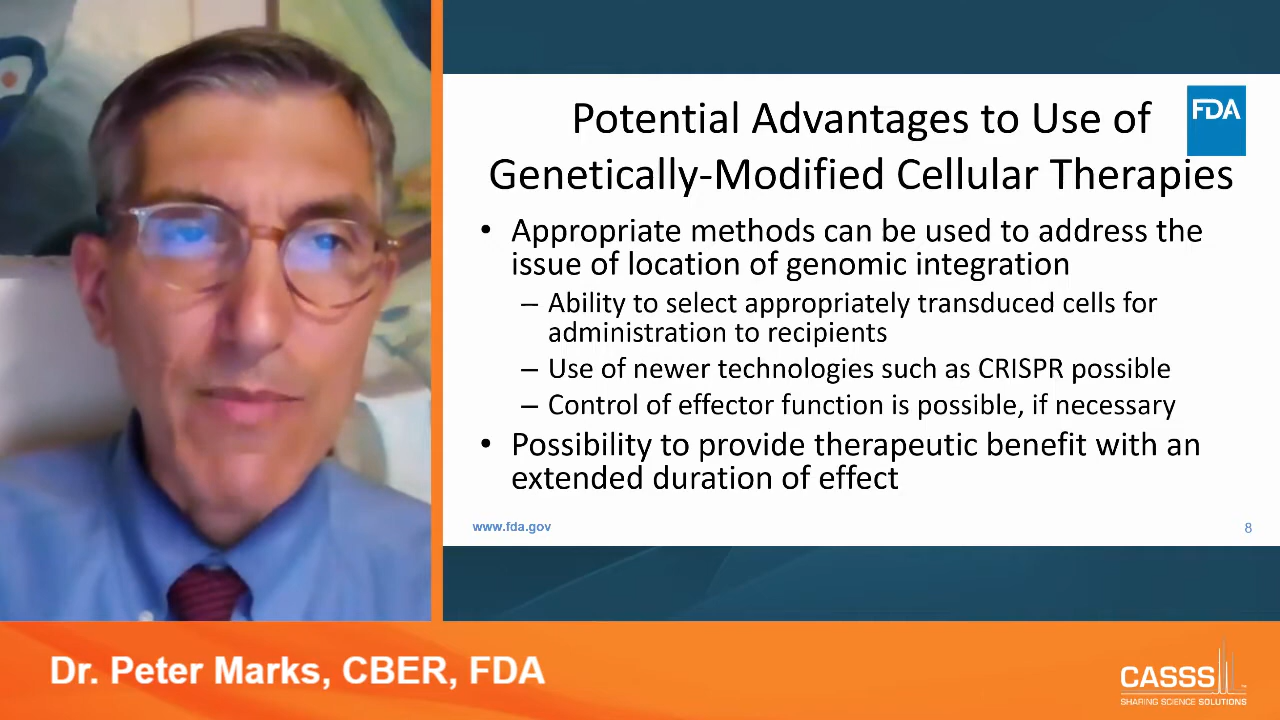 Potential Advantages to Use of
Genetically-Modified Cellular Therapies
FDA
• Appropriate methods can be used to address the
issue of location of genomic integration
– Ability to select appropriately transduced cells for
administration to recipients
– Use of newer technologies such as CRISPR possible
– Control of effector function is possible, if necessary
• Possibility to provide therapeutic benefit with an
extended duration of effect
www.fda.gov
8
Dr. Peter Marks, CBER, FDA
CASSS
SHARING SCIENCE SOLUTIONS